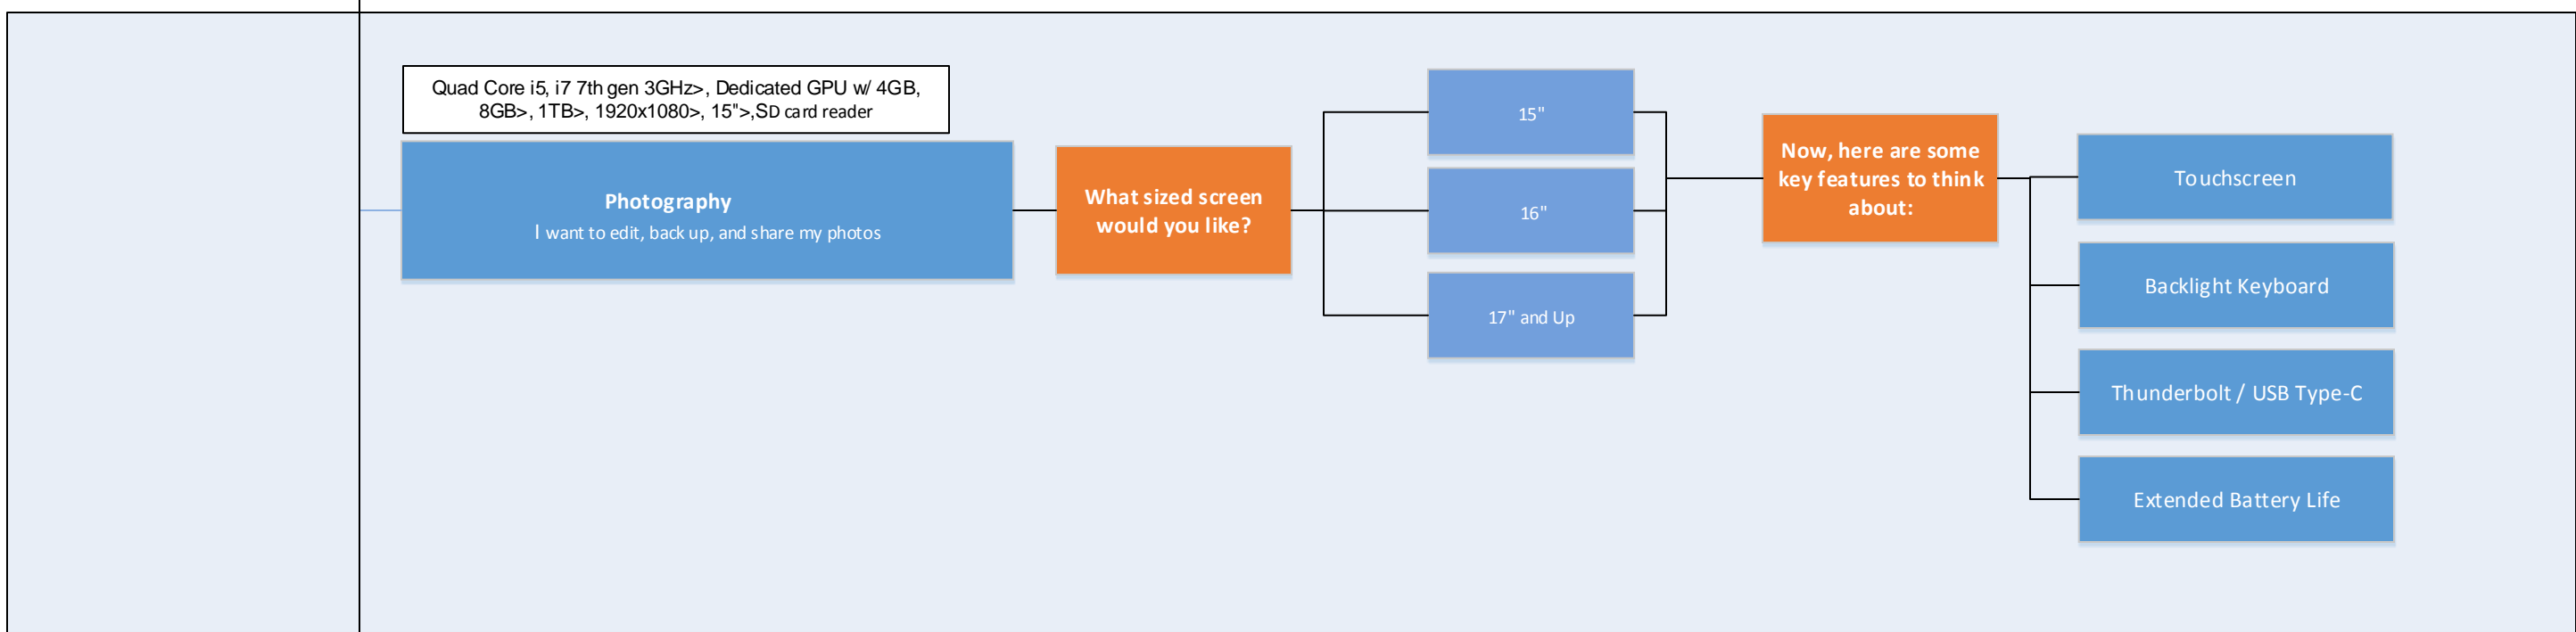 Quad Core i5, i7 7th gen 3GHz>, Dedicated GPU w/ 4GB,
8GB>, 1TB>, 1920x1080>, 15">,SD card reader
Photography
I want to edit, back up, and share my photos
What sized screen
would you like?
15"
16"
17" and Up
Now, here are some
key features to think
about:
Touchscreen
Backlight Keyboard
Thunderbolt / USB Type-C
Extended Battery Life